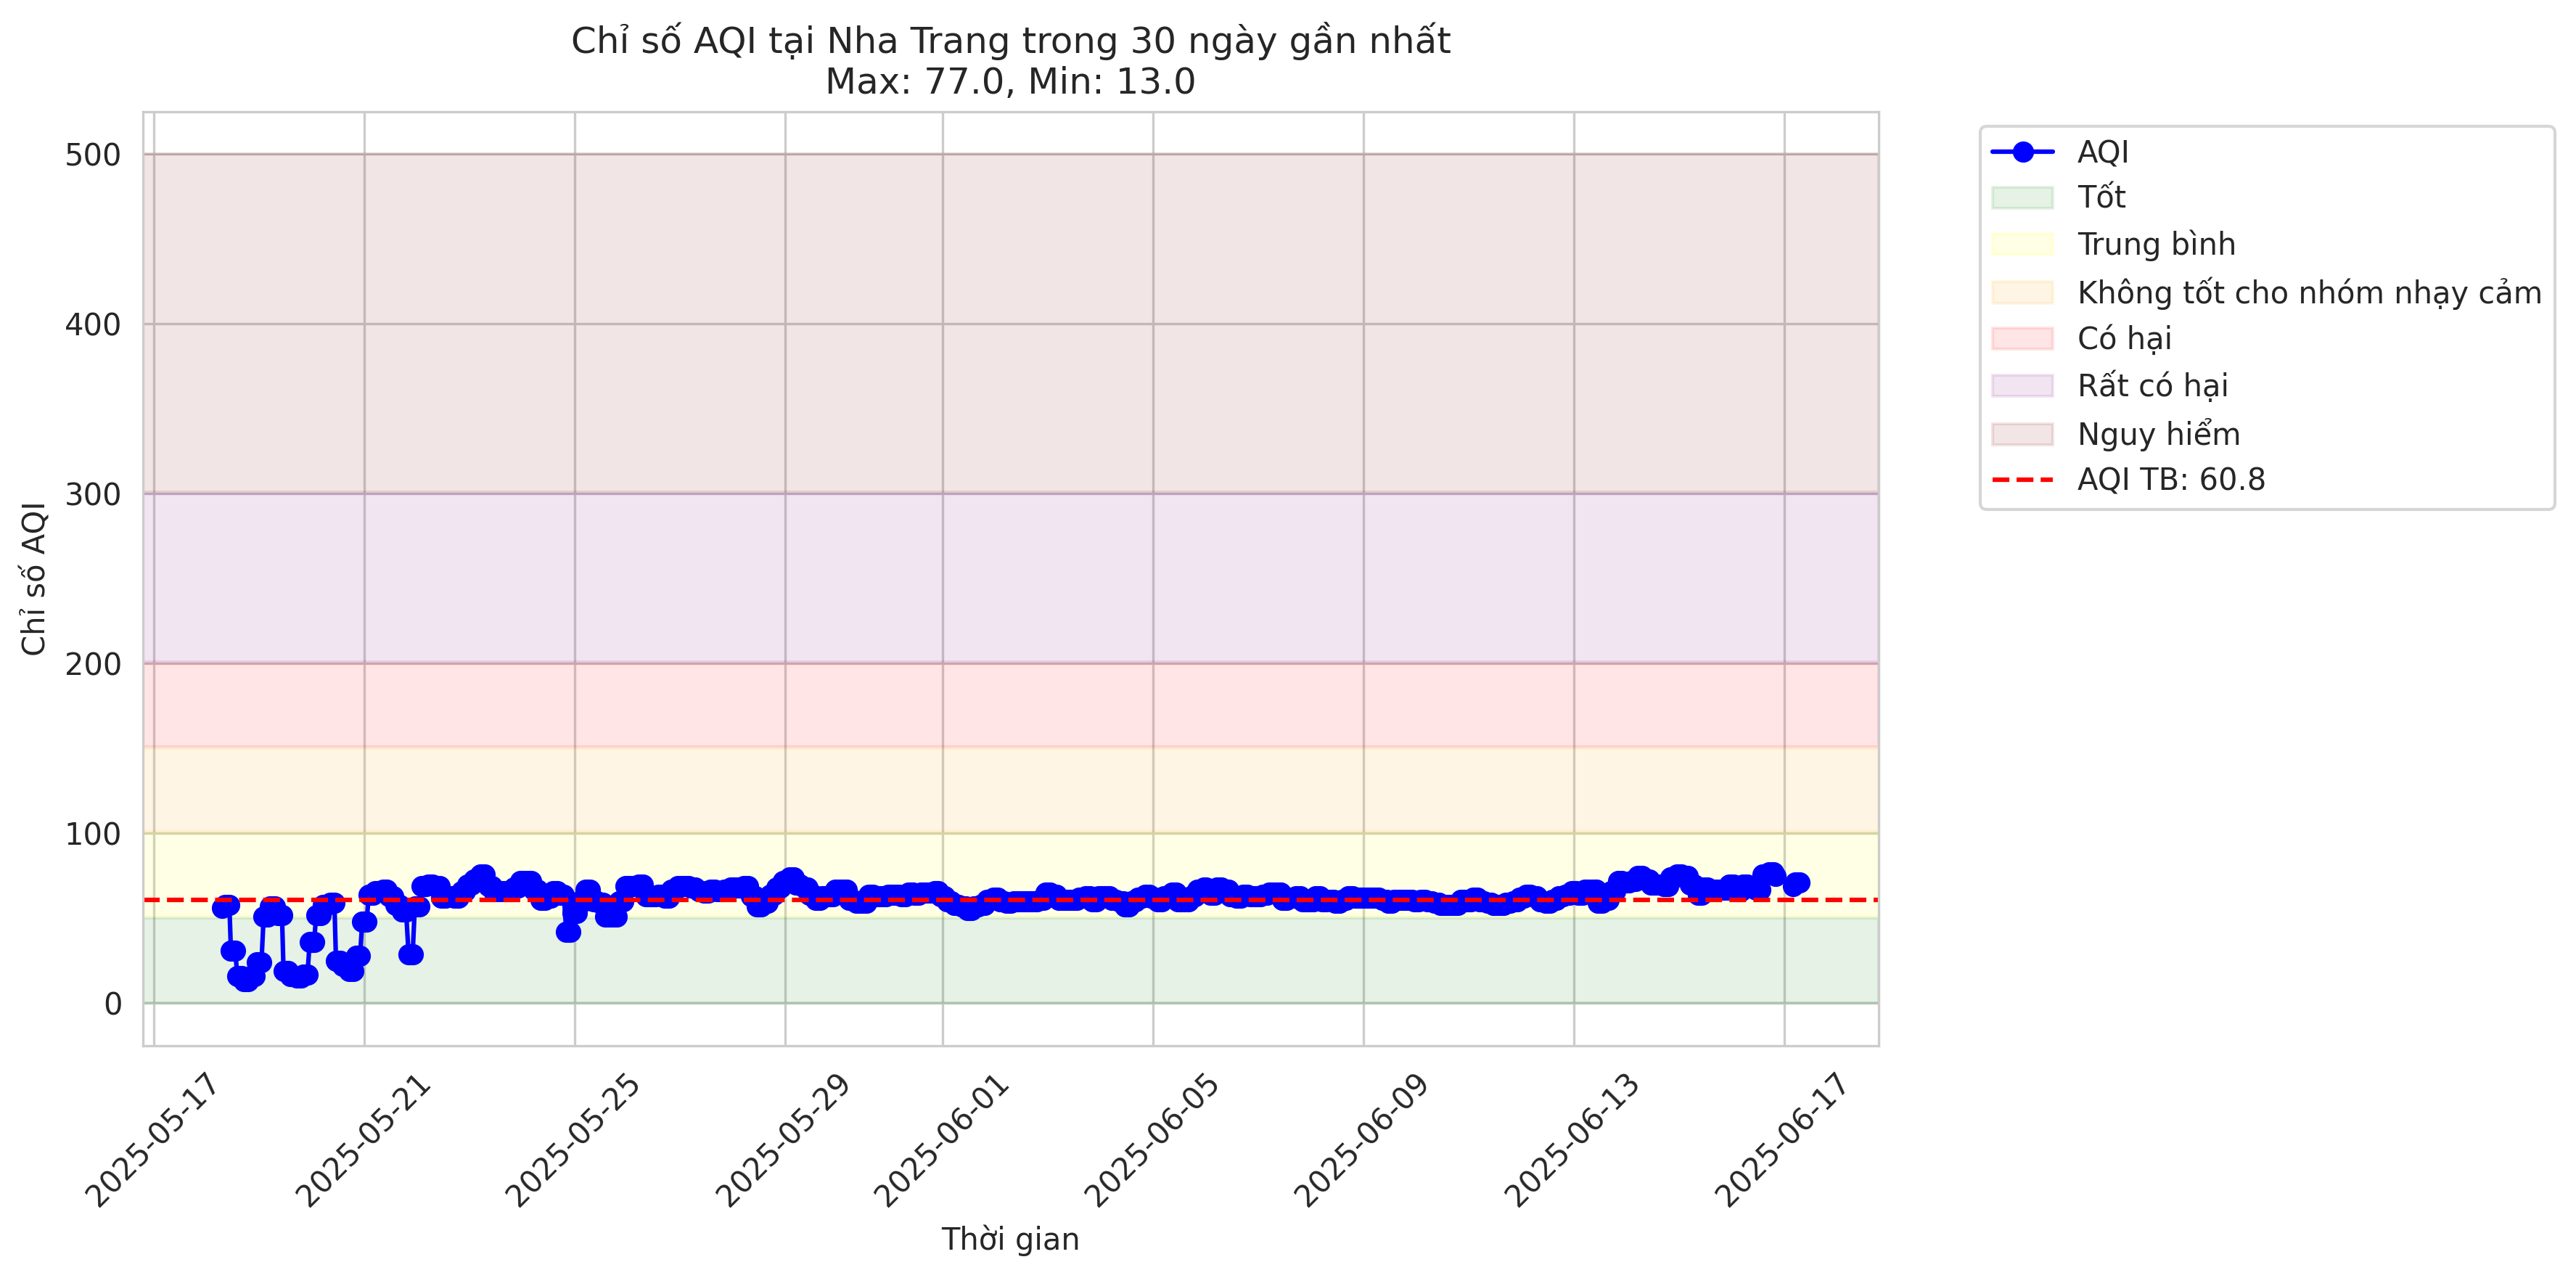 Chỉ số AQI tại Nha Trang trong 30 ngày gần nhất
Max: 77.0, Min: 13.0
Chỉ số AQI
500
400
300
200
100
0
2025-05-17
2025-05-21
2025-05-25
2025-05-29
2025-06-01
2025-06-05
2025-06-09
2025-06-13
2025-06-17
Thời gian
AQI
Tốt
Trung bình
Không tốt cho nhóm nhạy cảm
Có hại
Rất có hại
Nguy hiểm
AQI TB: 60.8